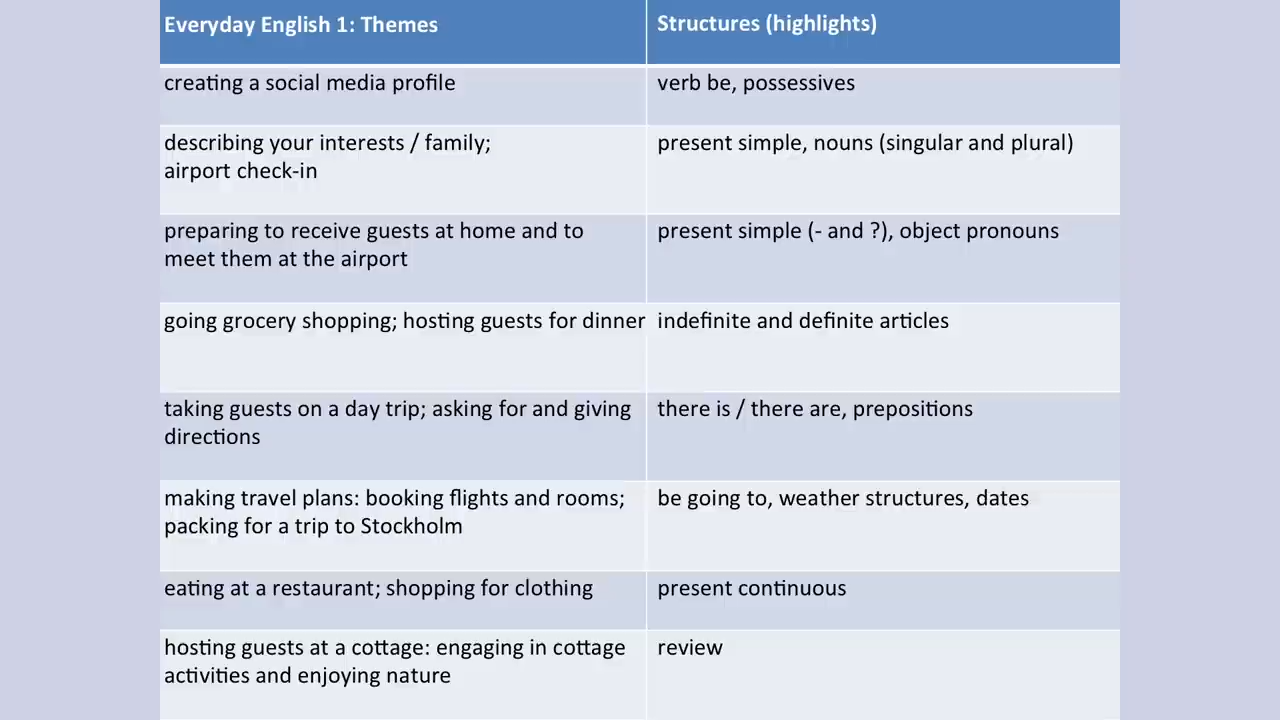 Everyday English 1: Themes
Structures (highlights)
creating a social media profile
verb be, possessives
describing your interests / family;
airport check-in
present simple, nouns (singular and plural)
preparing to receive guests at home and to
meet them at the airport
present simple (- and ?), object pronouns
going grocery shopping; hosting guests for dinner
indefinite and definite articles
taking guests on a day trip; asking for and giving
directions
there is / there are, prepositions
making travel plans: booking flights and rooms;
packing for a trip to Stockholm
be going to, weather structures, dates
eating at a restaurant; shopping for clothing
present continuous
hosting guests at a cottage: engaging in cottage
activities and enjoying nature
review